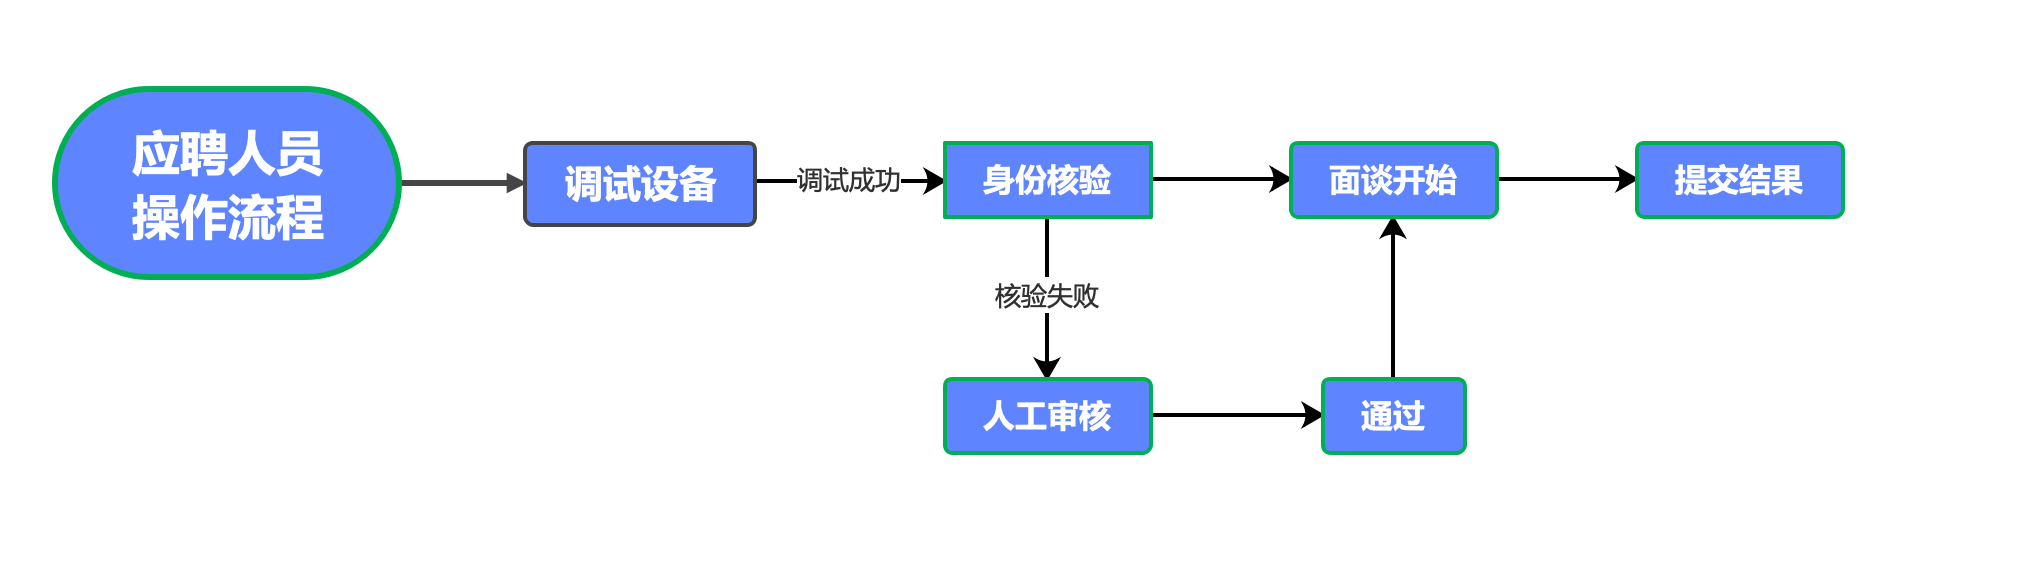 应聘人员
操作流程
调试设备
调试成功
身份核验
面谈开始
提交结果
核验失败
人工审核
通过